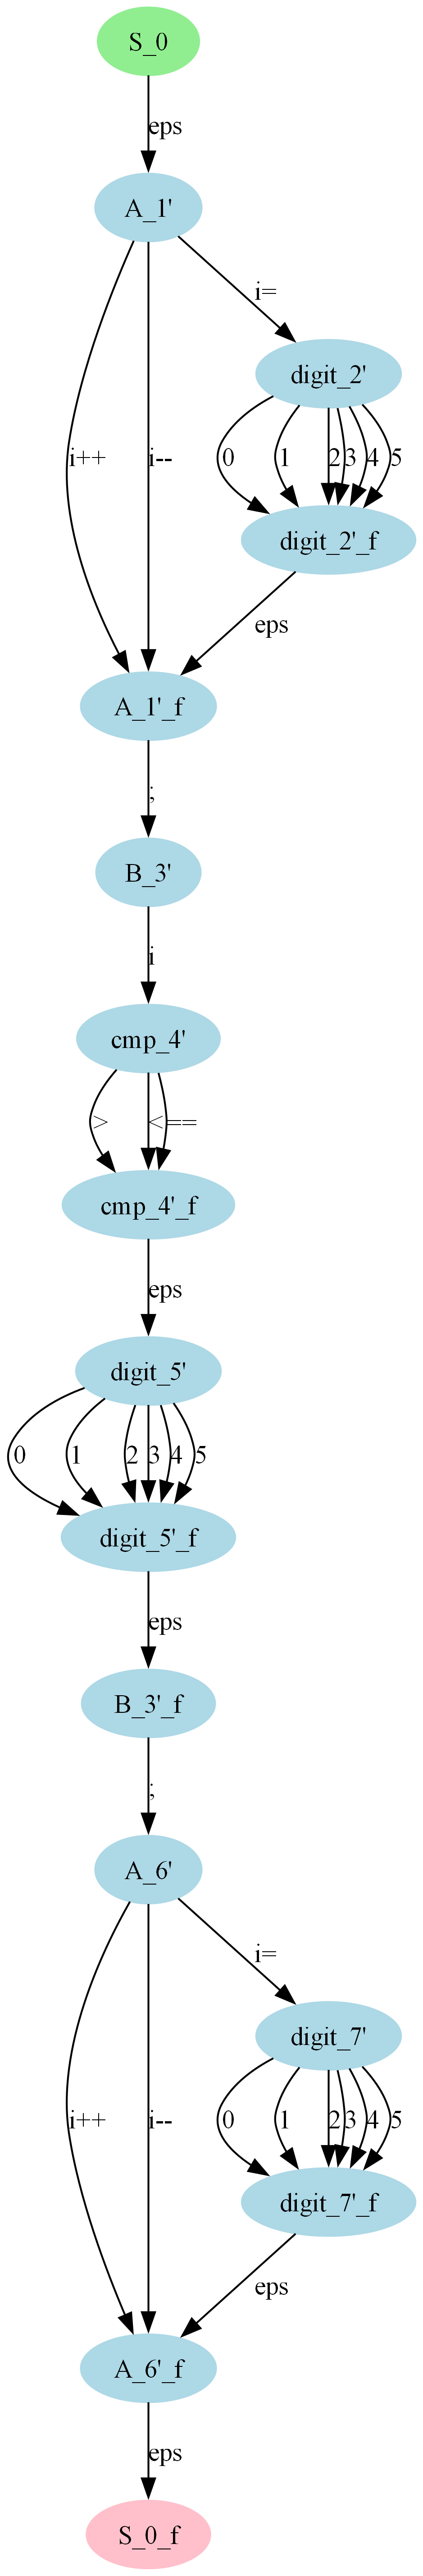 S_0
eps
A_1'
i=
digit_2'
i++
i--
0
1
2
3
4
5
digit_2'_f
eps
A_1'_f
;
B_3'
i
cmp_4'
>
<
==
cmp_4'_f
eps
digit_5'
0
1
2
3
4
5
digit_5'_f
eps
B_3'_f
;
A_6'
i=
digit_7'
i++
i--
0
1
2
3
4
5
digit_7'_f
eps
A_6'_f
eps
S_0_f